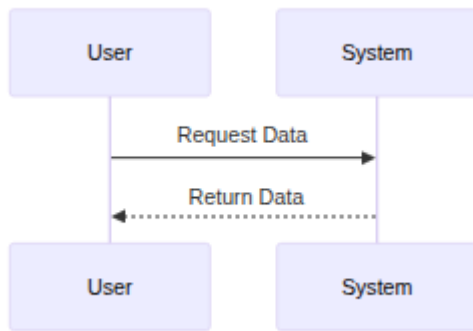 User
System
Request Data
Return Data
User
System